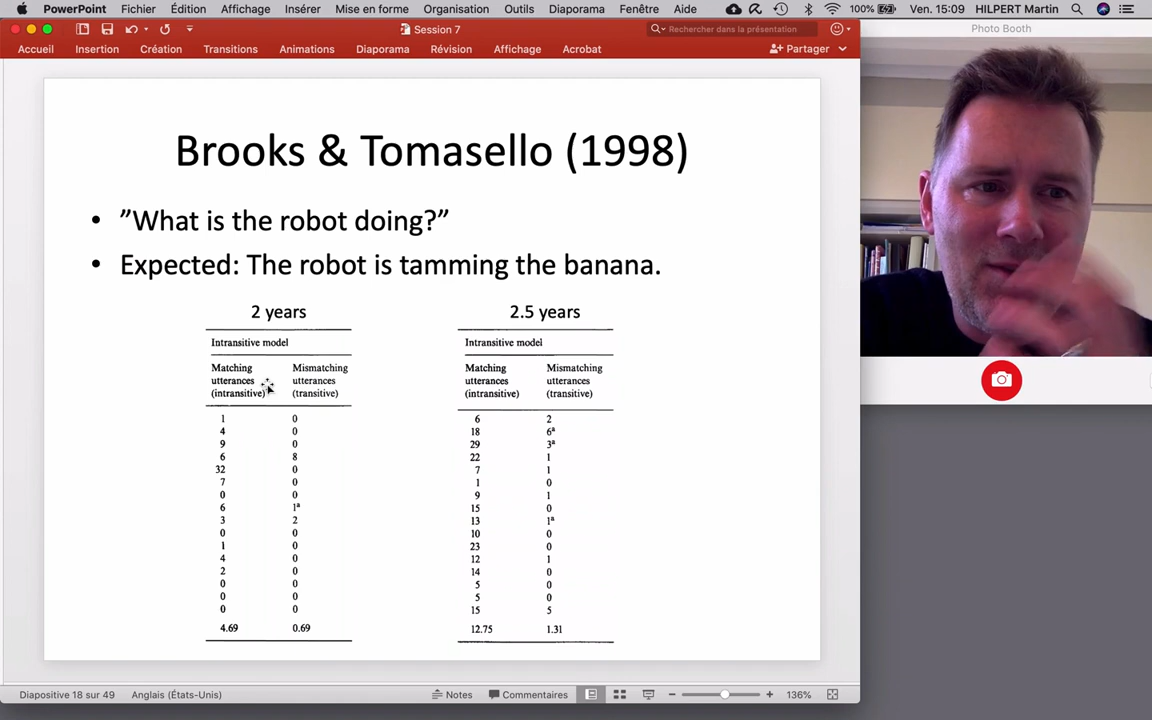 PowerPoint Fichier Édition Affichage Insérer Mise en forme Organisation Outils Diaporama Fenêtre Aide 100% Ven. 15:09 HILPERT Martin
Session 7
Rechercher dans la présentation
Photo Booth
Accueil Insertion Création Transitions Animations Diaporama Révision Affichage Acrobat Partager
Brooks & Tomasello (1998)
• ”What is the robot doing?”
• Expected: The robot is tamming the banana.
2 years 2.5 years
Intransitive model Intransitive model
Matching Mismatching Matching Mismatching
utterances utterances utterances utterances
(intransitive) (transitive) (intransitive) (transitive)
1 0 6 2
4 0 18 6ª
9 0 29 3ª
6 8 22 1
32 0 7 1
7 0 1 0
0 0 9 1
6 1ª 15 0
3 2 13 1ª
0 0 10 0
1 0 23 0
4 0 12 1
2 0 14 0
0 0 5 0
0 0 5 0
0 0 15 5
4.69 0.69 12.75 1.31
Diapositive 18 sur 49 Anglais (États-Unis) Notes Commentaires 136%